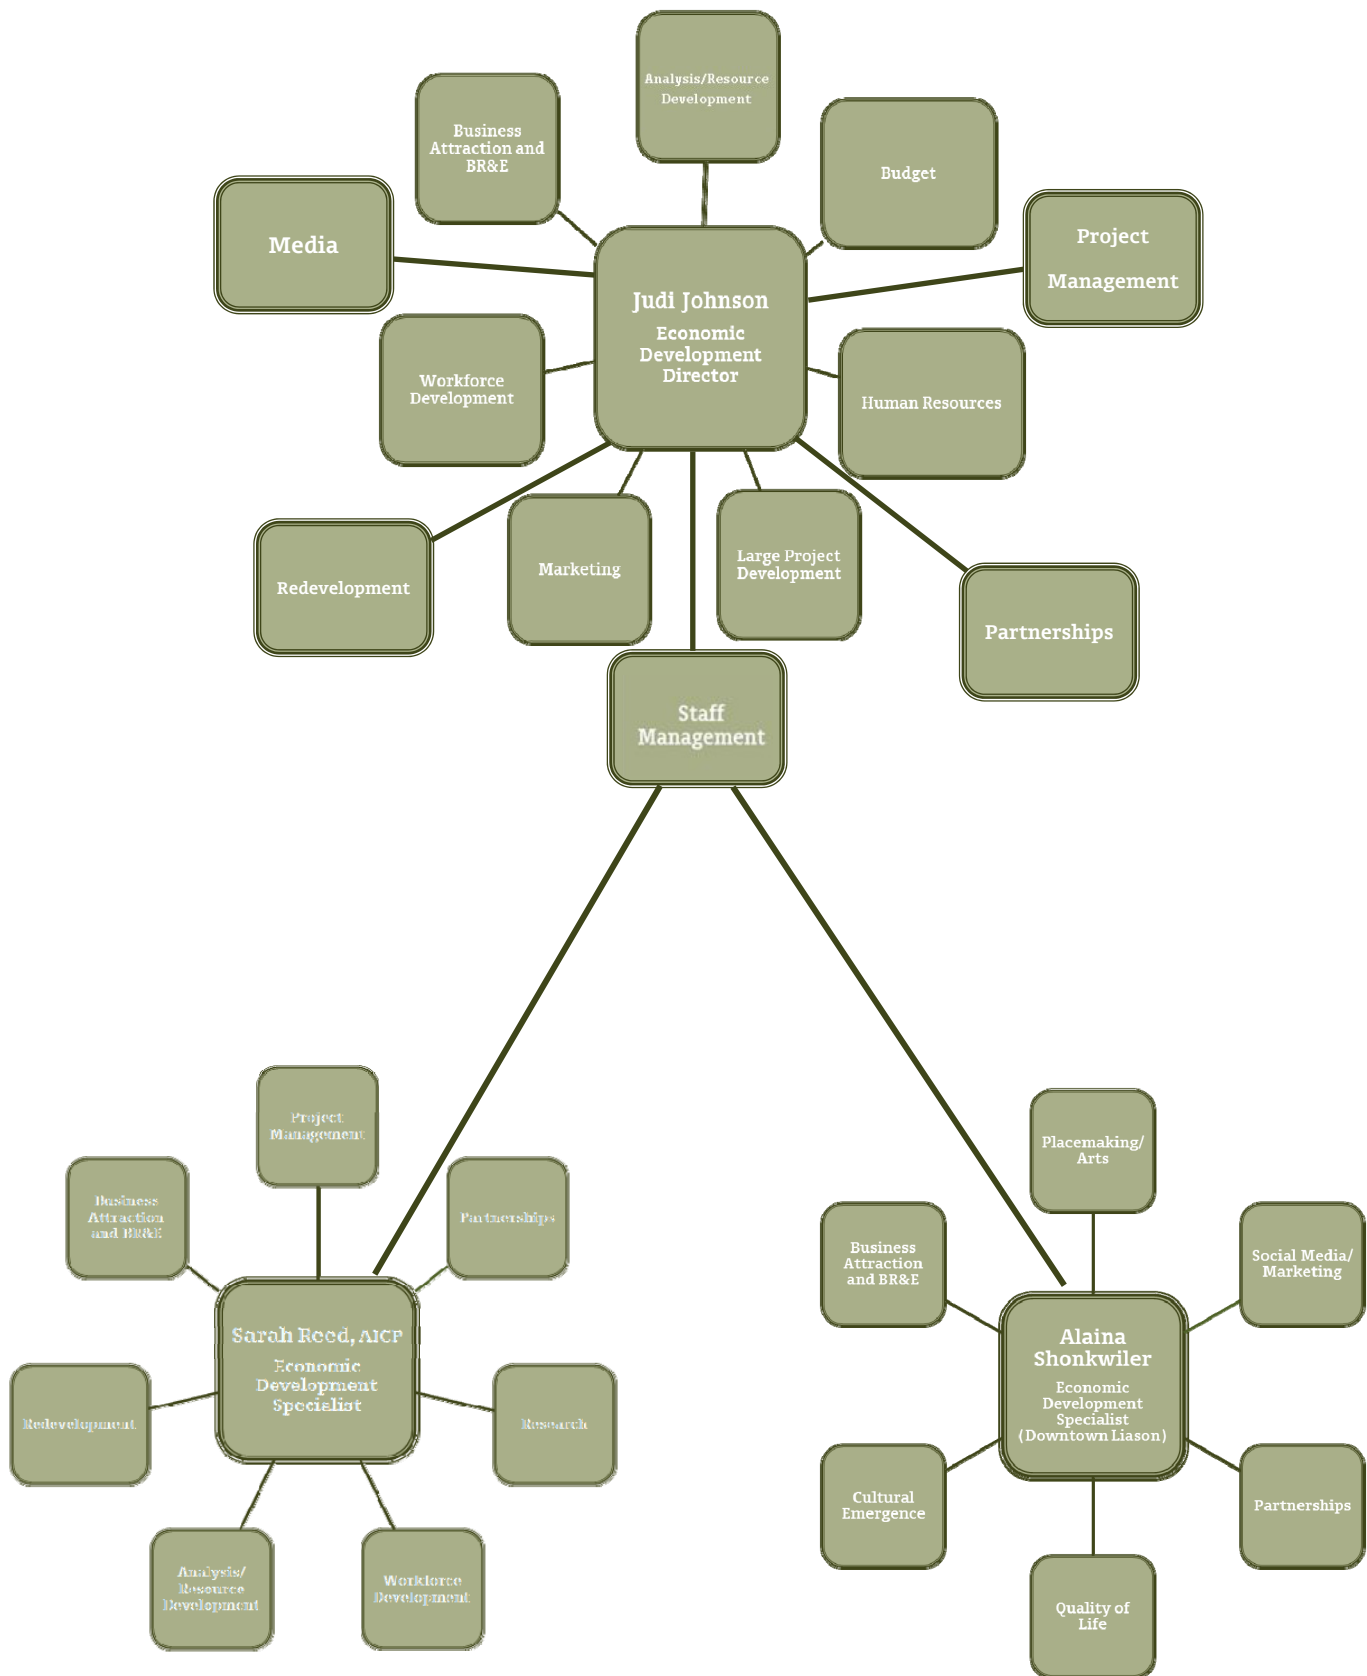 Analysis/Resource
Development
Business
Attraction and
BR&E
Budget
Media
Project
Management
Judi Johnson
Economic
Development
Director
Workforce
Development
Human Resources
Redevelopment
Marketing
Large Project
Development
Partnerships
Staff
Management
Project
Management
Business
Attraction
and BR&E
Partnerships
Sarah Reed, AICP
Economic
Development
Specialist
Redevelopment
Research
Analysis/
Resource
Development
Workforce
Development
Placemaking/
Arts
Business
Attraction
and BR&E
Social Media/
Marketing
Alaina
Shonkwiler
Economic
Development
Specialist
(Downtown Liason)
Cultural
Emergence
Partnerships
Quality of
Life